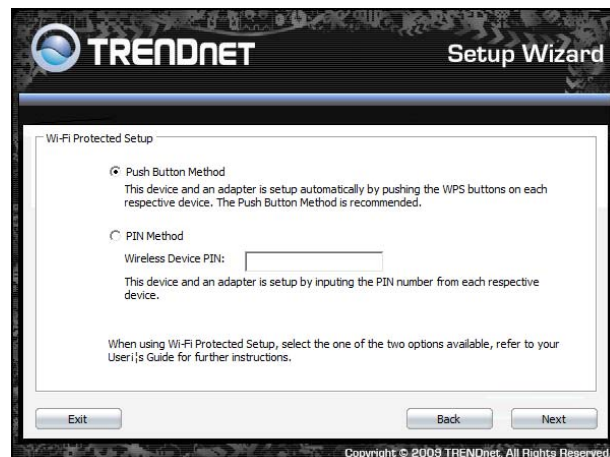 TRENDnet
Setup Wizard
Wi-Fi Protected Setup
Push Button Method
This device and an adapter is setup automatically by pushing the WPS buttons on each
respective device. The Push Button Method is recommended.
PIN Method
Wireless Device PIN:
This device and an adapter is setup by inputing the PIN number from each respective
device.
When using Wi-Fi Protected Setup, select the one of the two options available, refer to your
Useri¦s Guide for further instructions.
Exit
Back
Next
Copyright © 2009 TRENDnet. All Rights Reserved